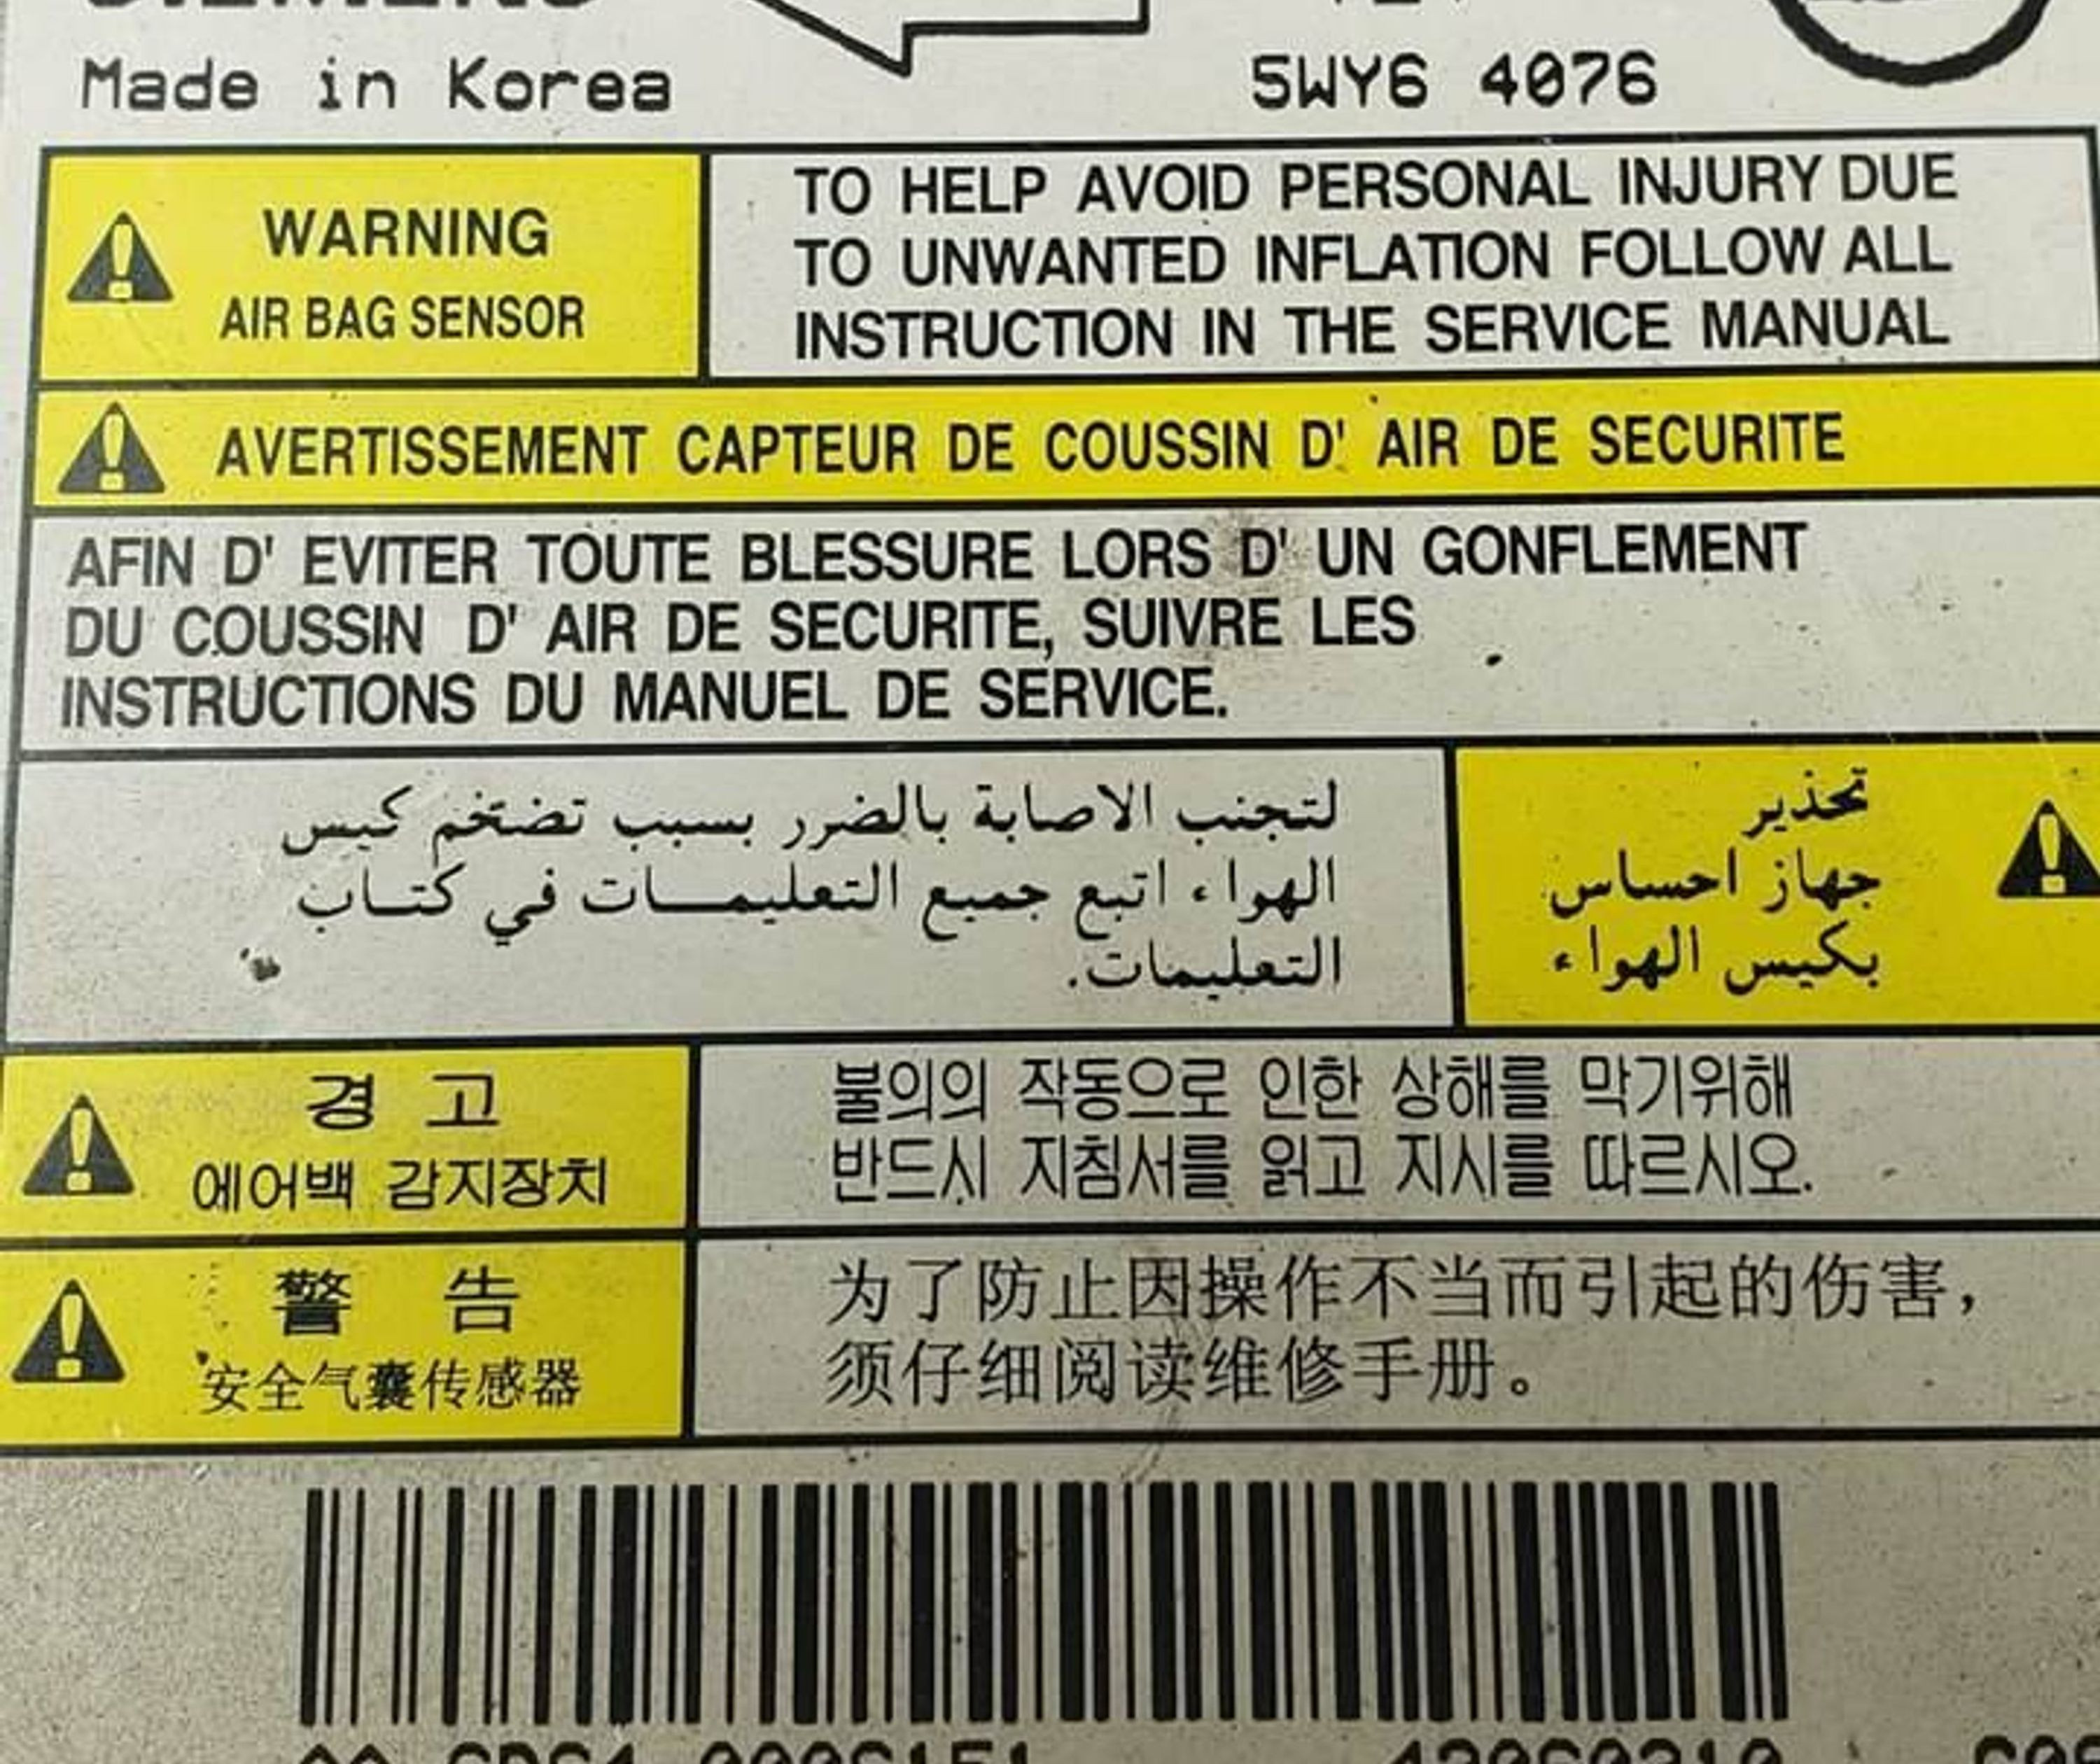 SIEMENS
Made in Korea
5WY6 4076
WARNING
AIR BAG SENSOR
TO HELP AVOID PERSONAL INJURY DUE
TO UNWANTED INFLATION FOLLOW ALL
INSTRUCTION IN THE SERVICE MANUAL
AVERTISSEMENT CAPTEUR DE COUSSIN D' AIR DE SECURITE
AFIN D' EVITER TOUTE BLESSURE LORS D' UN GONFLEMENT
DU COUSSIN D' AIR DE SECURITE, SUIVRE LES
INSTRUCTIONS DU MANUEL DE SERVICE.
تحذير
جهاز احساس
بكيس الهواء
لتجنب الاصابة بالضرر بسبب تضخم كيس
الهواء اتبع جميع التعليمات في كتاب
التعليمات.
경 고
에어백 감지장치
불의의 작동으로 인한 상해를 막기위해
반드시 지침서를 읽고 지시를 따르시오.
警 告
安全气囊传感器
为了防止因操作不当而引起的伤害，
须仔细阅读维修手册。